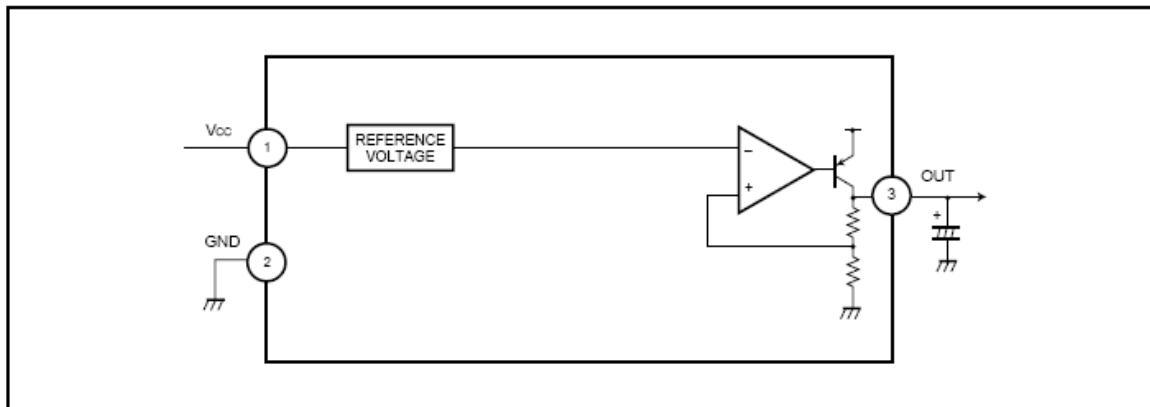 Vcc
1
REFERENCE
VOLTAGE
−
+
3
OUT
+
GND
2